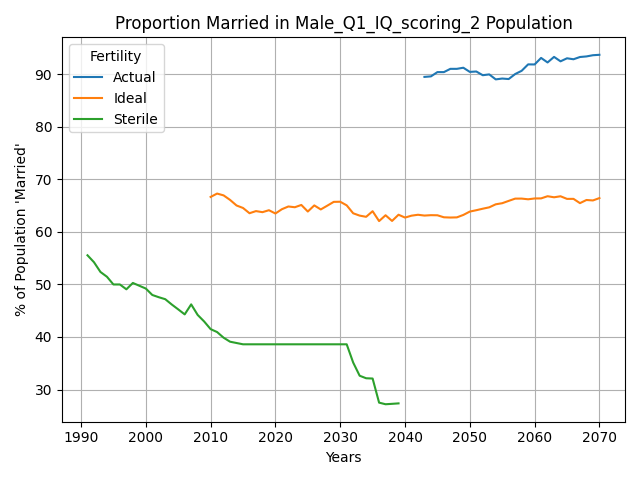 Proportion Married in Male_Q1_IQ_scoring_2 Population
Fertility
Actual
Ideal
Sterile
% of Population 'Married'
90
80
70
60
50
40
30
1990 2000 2010 2020 2030 2040 2050 2060 2070
Years